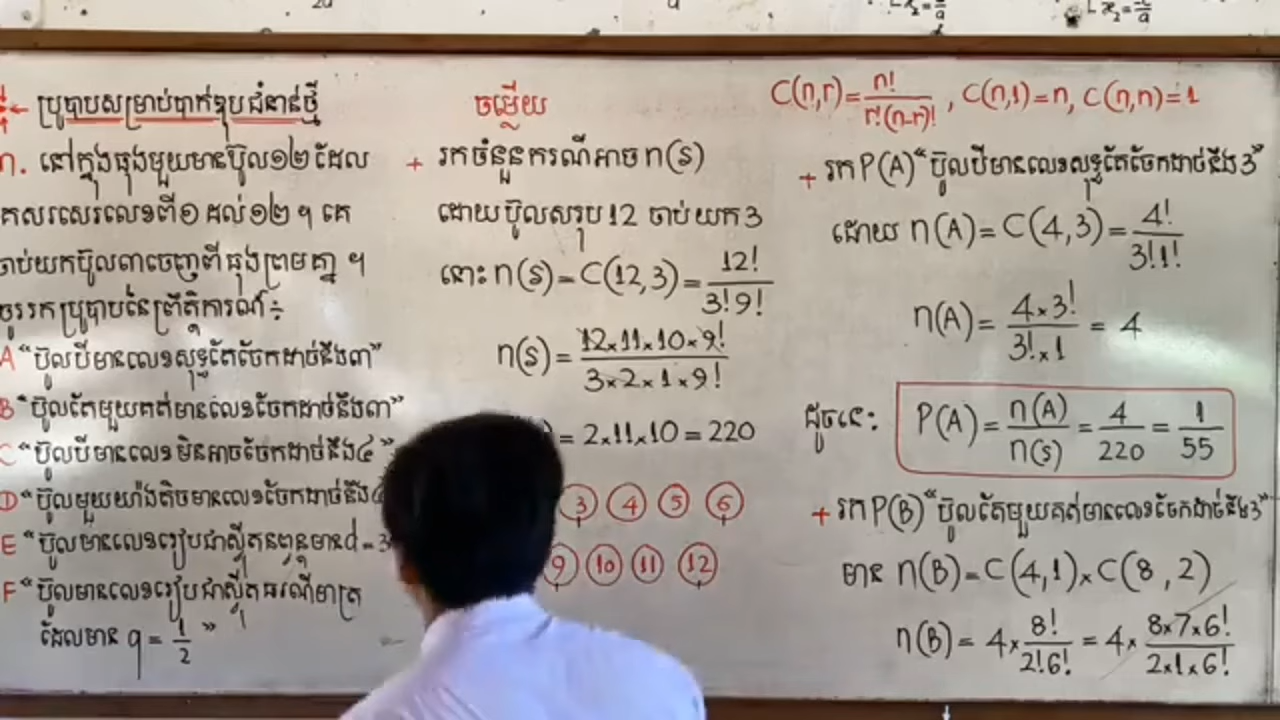 ប្រូបាបសម្រាប់បាក់ឌុបជំនាន់ថ្មី
១. នៅក្នុងធុងមួយមានប៊ូល១២ ដែល
គេសរសេរលេខពី១ ដល់១២ ។ គេ
ចាប់យកប៊ូល៣ចេញពីធុងព្រមគ្នា ។
ចូររកប្រូបាបនៃព្រឹត្តិការណ៍ ÷
A “ប៊ូលបីមានលេខសុទ្ធតែចែកដាច់នឹង៣”
B “ប៊ូលតែមួយគត់មានលេខចែកដាច់នឹង៣”
C “ប៊ូលបីមានលេខមិនអាចចែកដាច់នឹង៤”
D “ប៊ូលមួយយ៉ាងតិចមានលេខចែកដាច់នឹង
E “ប៊ូលមានលេខរៀបជាស្វ៊ីតនព្វន្តមាន d = 3
F “ប៊ូលមានលេខរៀបជាស្វ៊ីតធរណីមាត្រ
ដែលមាន q = 1/2 ”
ចម្លើយ
+ រកចំនួនករណីអាច n(s)
ដោយប៊ូលសរុប 12 ចាប់យក 3
នោះ n(s) = C(12,3) = 12!/3!9!
n(s) = 12×11×10×9!/3×2×1×9!
= 2×11×10 = 220
3 4 5 6
9 10 11 12
C(n,r) = n!/r!(n-r)! , C(n,1) = n, C(n,n) = 1
+ រក P(A) “ប៊ូលបីមានលេខសុទ្ធតែចែកដាច់នឹង 3”
ដោយ n(A) = C(4,3) = 4!/3!1!
n(A) = 4×3!/3!×1 = 4
ដូចនេះ: P(A) = n(A)/n(s) = 4/220 = 1/55
+ រក P(B) “ប៊ូលតែមួយគត់មានលេខចែកដាច់នឹង 3”
មាន n(B) = C(4,1) × C(8,2)
n(B) = 4 × 8!/2!6! = 4 × 8×7×6!/2×1×6!